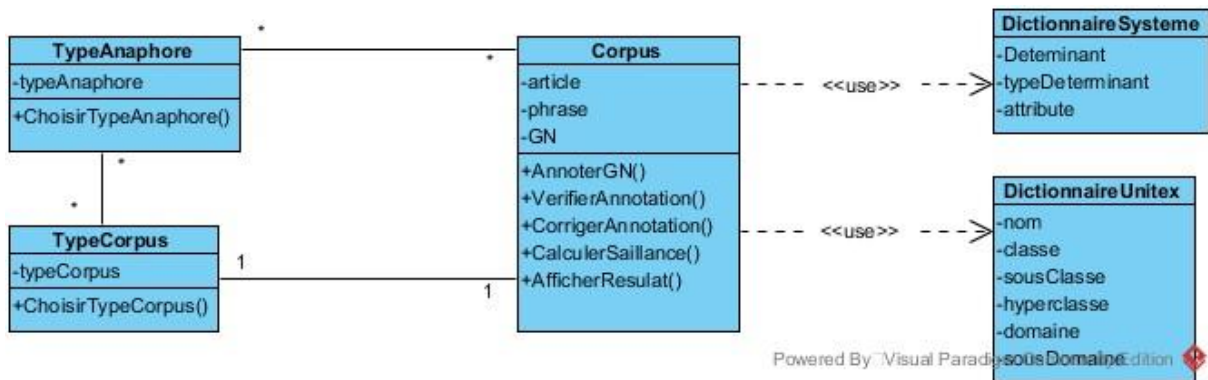 TypeAnaphore
-typeAnaphore
+ChoisirTypeAnaphore()
*
*
*
*
TypeCorpus
-typeCorpus
+ChoisirTypeCorpus()
1
1
Corpus
-article
-phrase
-GN
+AnnoterGN()
+VerifierAnnotation()
+CorrigerAnnotation()
+CalculerSaillance()
+AfficherResulat()
<<use>>
<<use>>
DictionnaireSysteme
-Deteminant
-typeDeterminant
-attribute
DictionnaireUnitex
-nom
-classe
-sousClasse
-hyperclasse
-domaine
-sousDomaine
Powered By Visual Paradigm Edition